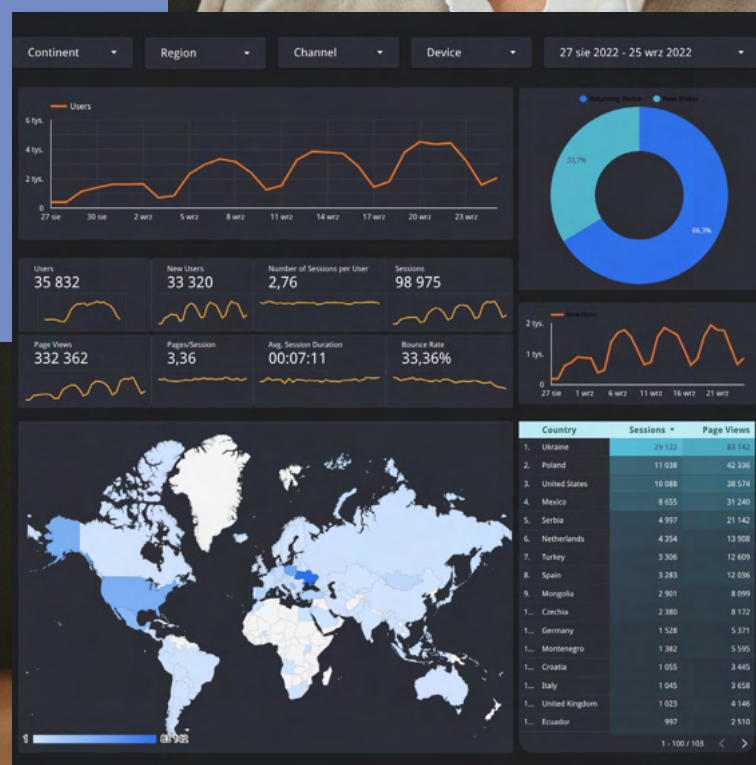 Continent
Region
Channel
Device
27 sie 2022 - 25 wrz 2022
Users
6 tys.
4 tys.
2 tys.
0
27 sie
30 sie
2 wrz
5 wrz
8 wrz
11 wrz
14 wrz
17 wrz
20 wrz
23 wrz
Returning Visitor
New Visitor
33,7%
66,3%
Users
35 832
New Users
33 320
Number of Sessions per User
2,76
Sessions
98 975
Page Views
332 362
Pages/Session
3,36
Avg. Session Duration
00:07:11
Bounce Rate
33,36%
New Users
2 tys.
1 tys.
0
27 sie
1 wrz
6 wrz
11 wrz
16 wrz
21 wrz
1
83 142
Country Sessions Page Views
1. Ukraine 29 122 83 142
2. Poland 11 038 42 336
3. United States 10 088 38 574
4. Mexico 8 655 31 240
5. Serbia 4 997 21 142
6. Netherlands 4 354 13 908
7. Turkey 3 306 12 609
8. Spain 3 283 12 036
9. Mongolia 2 901 8 099
1... Czechia 2 380 8 172
1... Germany 1 528 5 371
1... Montenegro 1 382 5 595
1... Croatia 1 055 3 445
1... Italy 1 045 3 658
1... United Kingdom 1 023 4 146
1... Ecuador 997 2 510
1 - 100 / 103